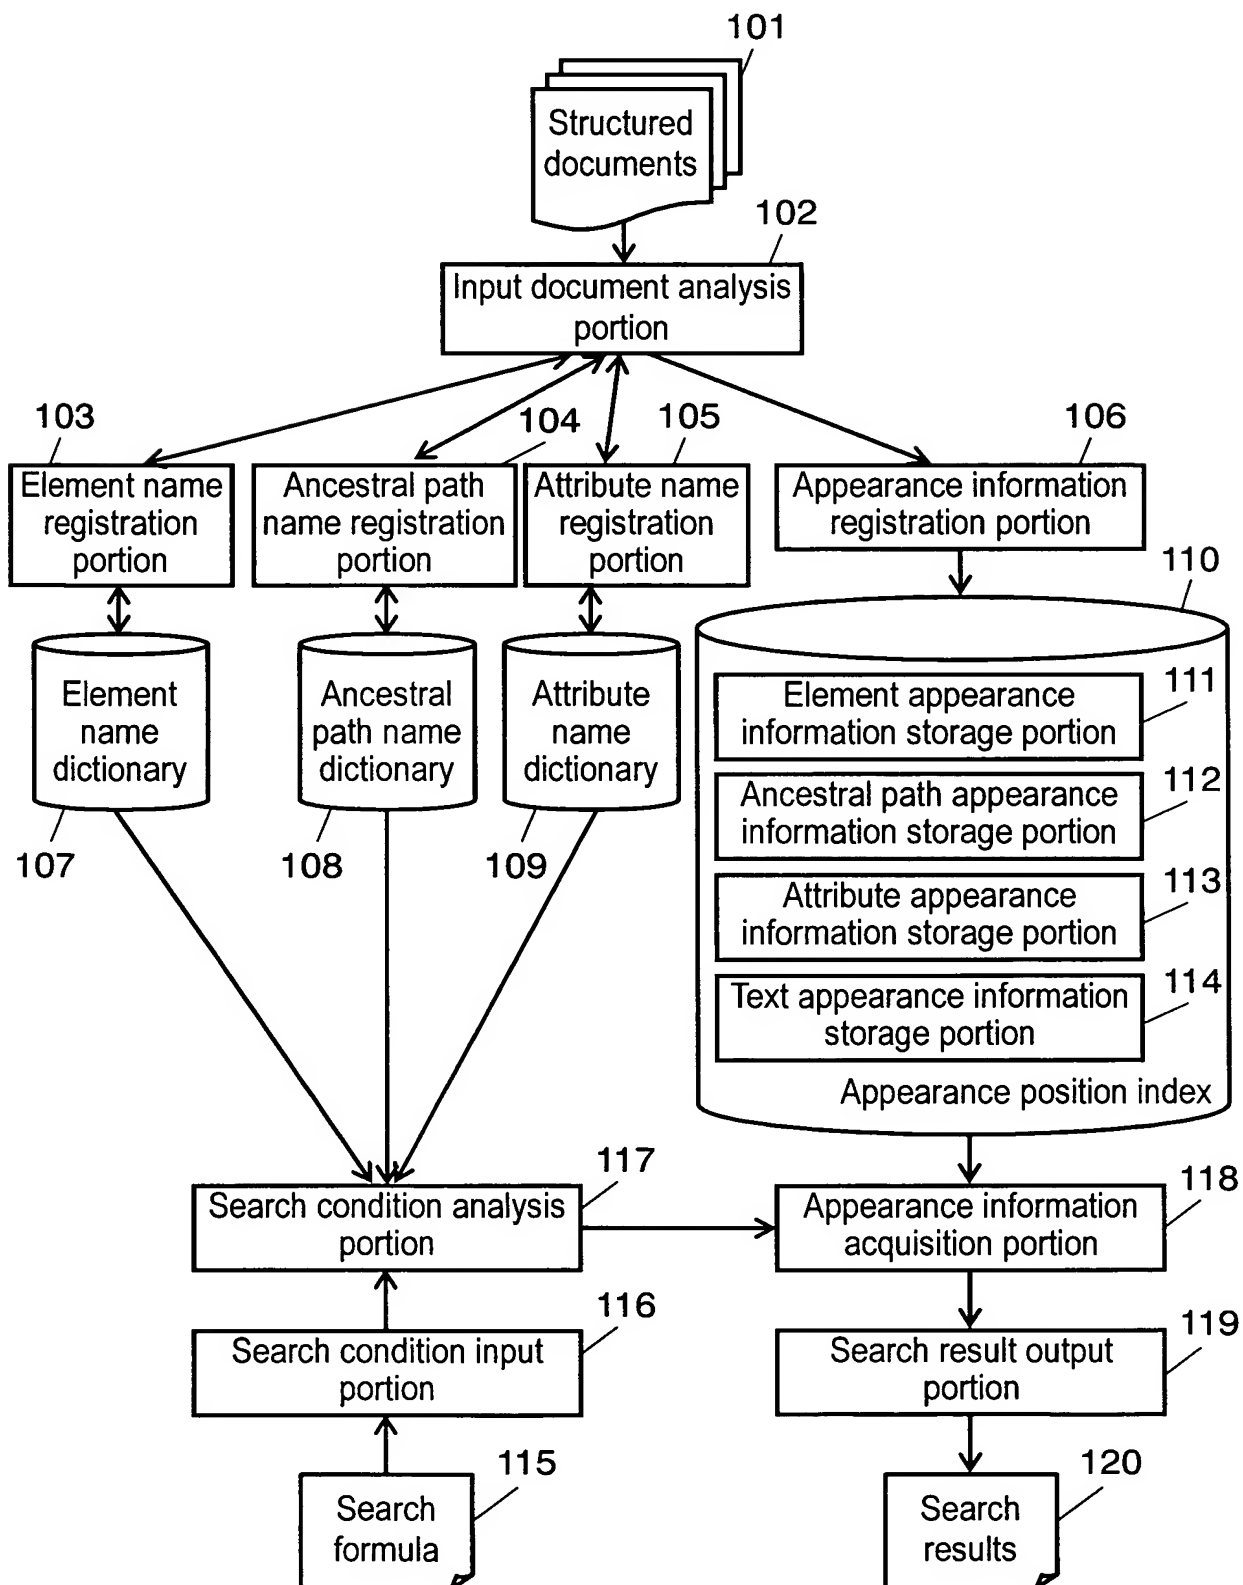 101
Structured
documents
102
Input document analysis
portion
103
104
105
106
Element name
registration
portion
Ancestral path
name registration
portion
Attribute name
registration
portion
Appearance information
registration portion
110
Element
name
dictionary
Ancestral
path name
dictionary
Attribute
name
dictionary
107
108
109
Element appearance
information storage portion
111
Ancestral path appearance
information storage portion
112
Attribute appearance
information storage portion
113
Text appearance information
storage portion
114
Appearance position index
117
Search condition analysis
portion
118
Appearance information
acquisition portion
116
Search condition input
portion
119
Search result output
portion
115
Search
formula
120
Search
results